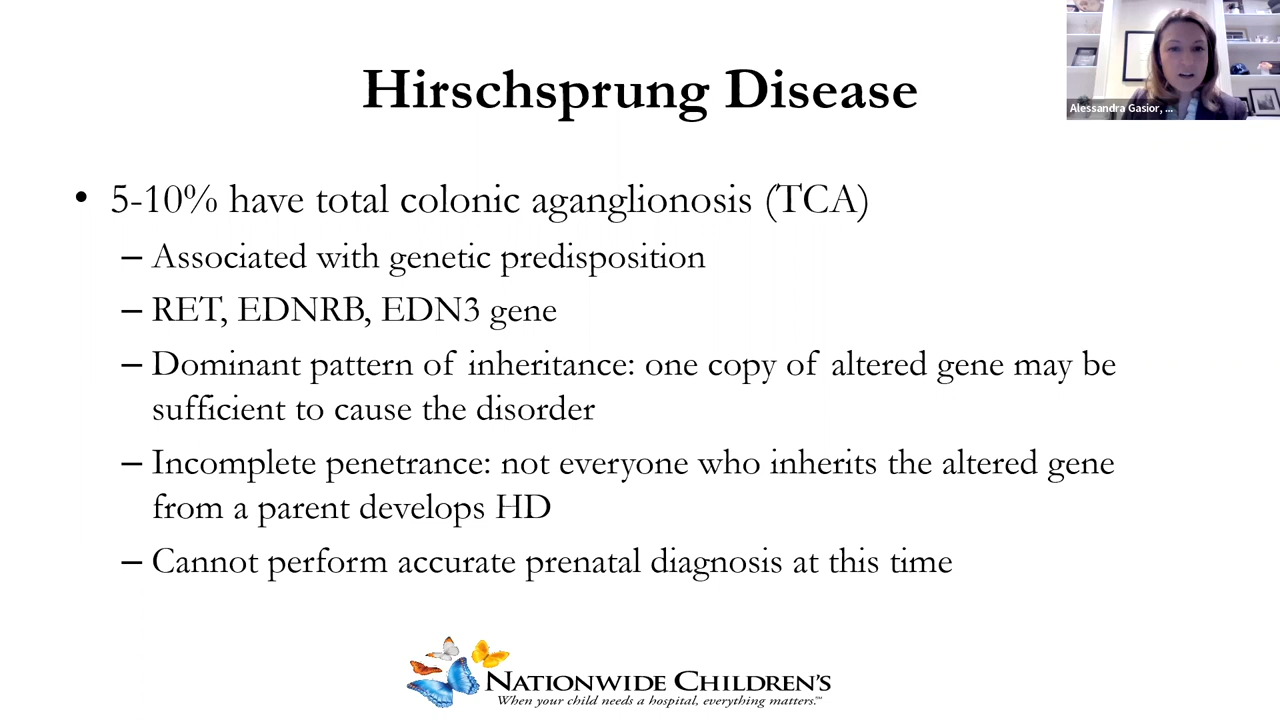 Hirschsprung Disease
Alessandra Gasior, ...
• 5-10% have total colonic aganglionosis (TCA)
– Associated with genetic predisposition
– RET, EDNRB, EDN3 gene
– Dominant pattern of inheritance: one copy of altered gene may be
sufficient to cause the disorder
– Incomplete penetrance: not everyone who inherits the altered gene
from a parent develops HD
– Cannot perform accurate prenatal diagnosis at this time
NATIONWIDE CHILDREN'S
When your child needs a hospital, everything matters.℠